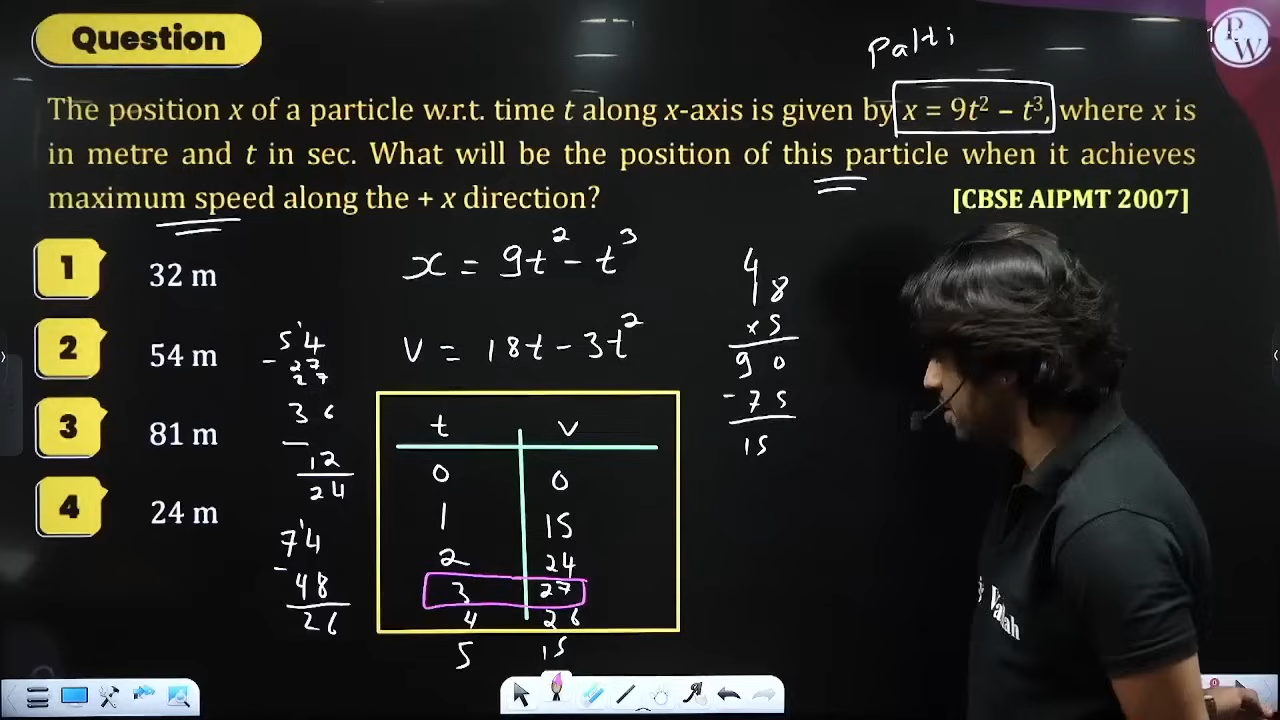 Question
Palti
PW
The position x of a particle w.r.t. time t along x-axis is given by x = 9t² – t³, where x is
in metre and t in sec. What will be the position of this particle when it achieves
maximum speed along the + x direction?
[CBSE AIPMT 2007]
1 32 m
2 54 m
3 81 m
4 24 m
x = 9t² – t³
v = 18t – 3t²
t v
0 0
1 15
2 24
3 27
4 26
5 15
54
- 27
27
36
– 12
24
74
- 48
26
4
18
x5
90
- 75
15